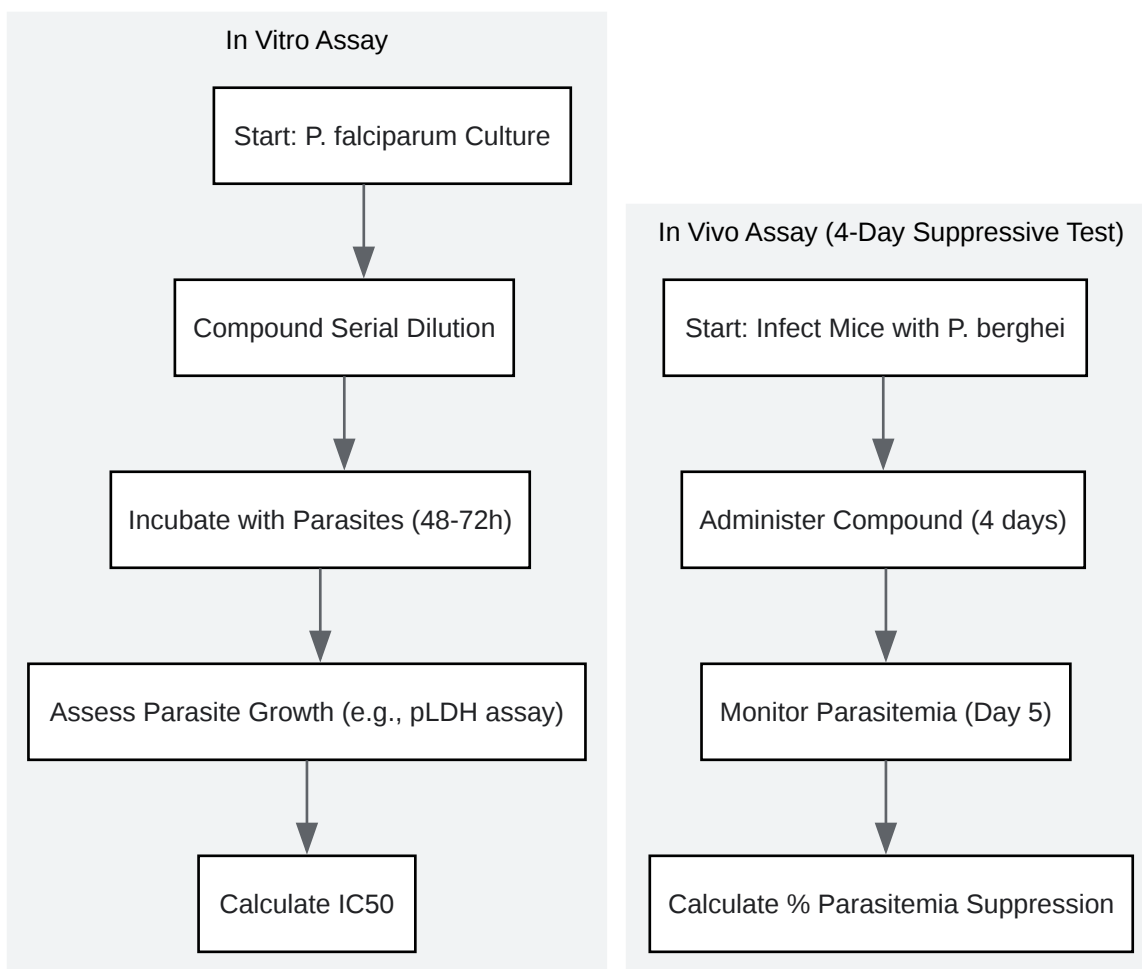 In Vitro Assay
Start: P. falciparum Culture
Compound Serial Dilution
Incubate with Parasites (48-72h)
Assess Parasite Growth (e.g., pLDH assay)
Calculate IC50
In Vivo Assay (4-Day Suppressive Test)
Start: Infect Mice with P. berghei
Administer Compound (4 days)
Monitor Parasitemia (Day 5)
Calculate % Parasitemia Suppression